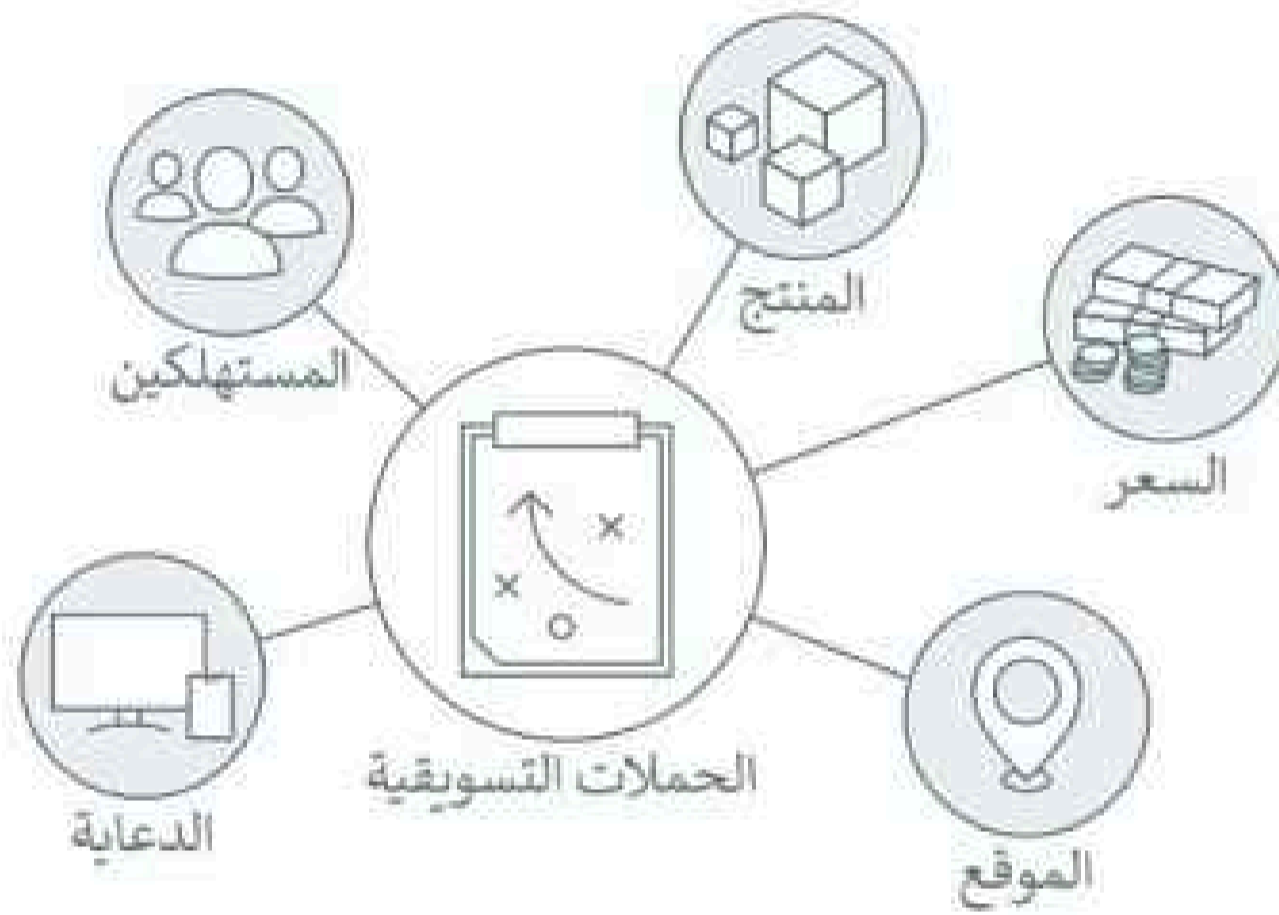 المنتج
المستهلكين
السعر
الحملات التسويقية
الدعاية
الموقع